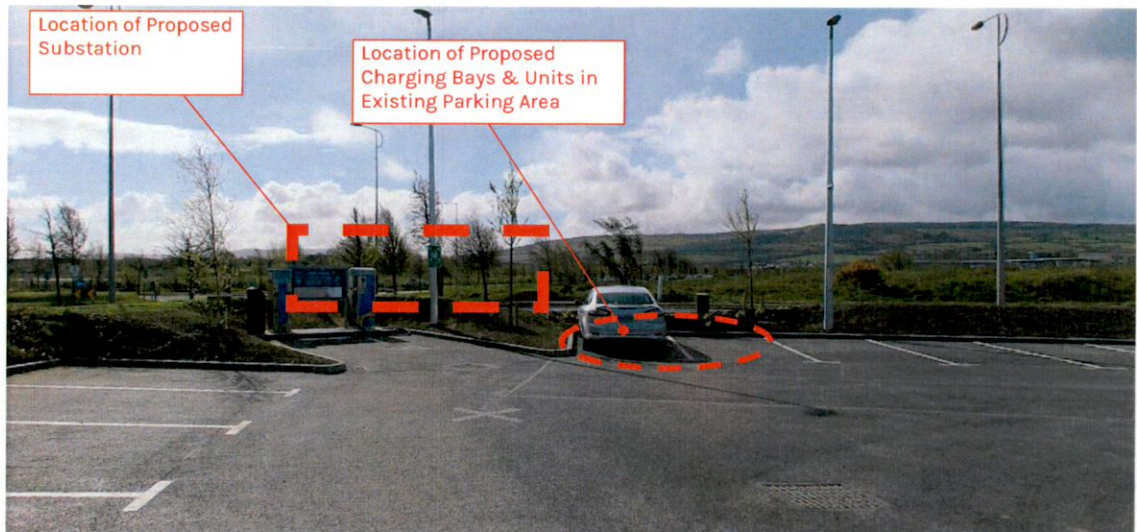 Location of Proposed
Substation
Location of Proposed
Charging Bays & Units in
Existing Parking Area